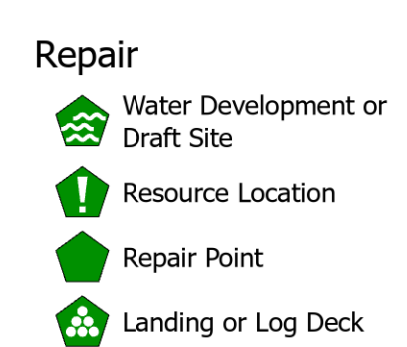 Repair
Water Development or
Draft Site
Resource Location
Repair Point
Landing or Log Deck